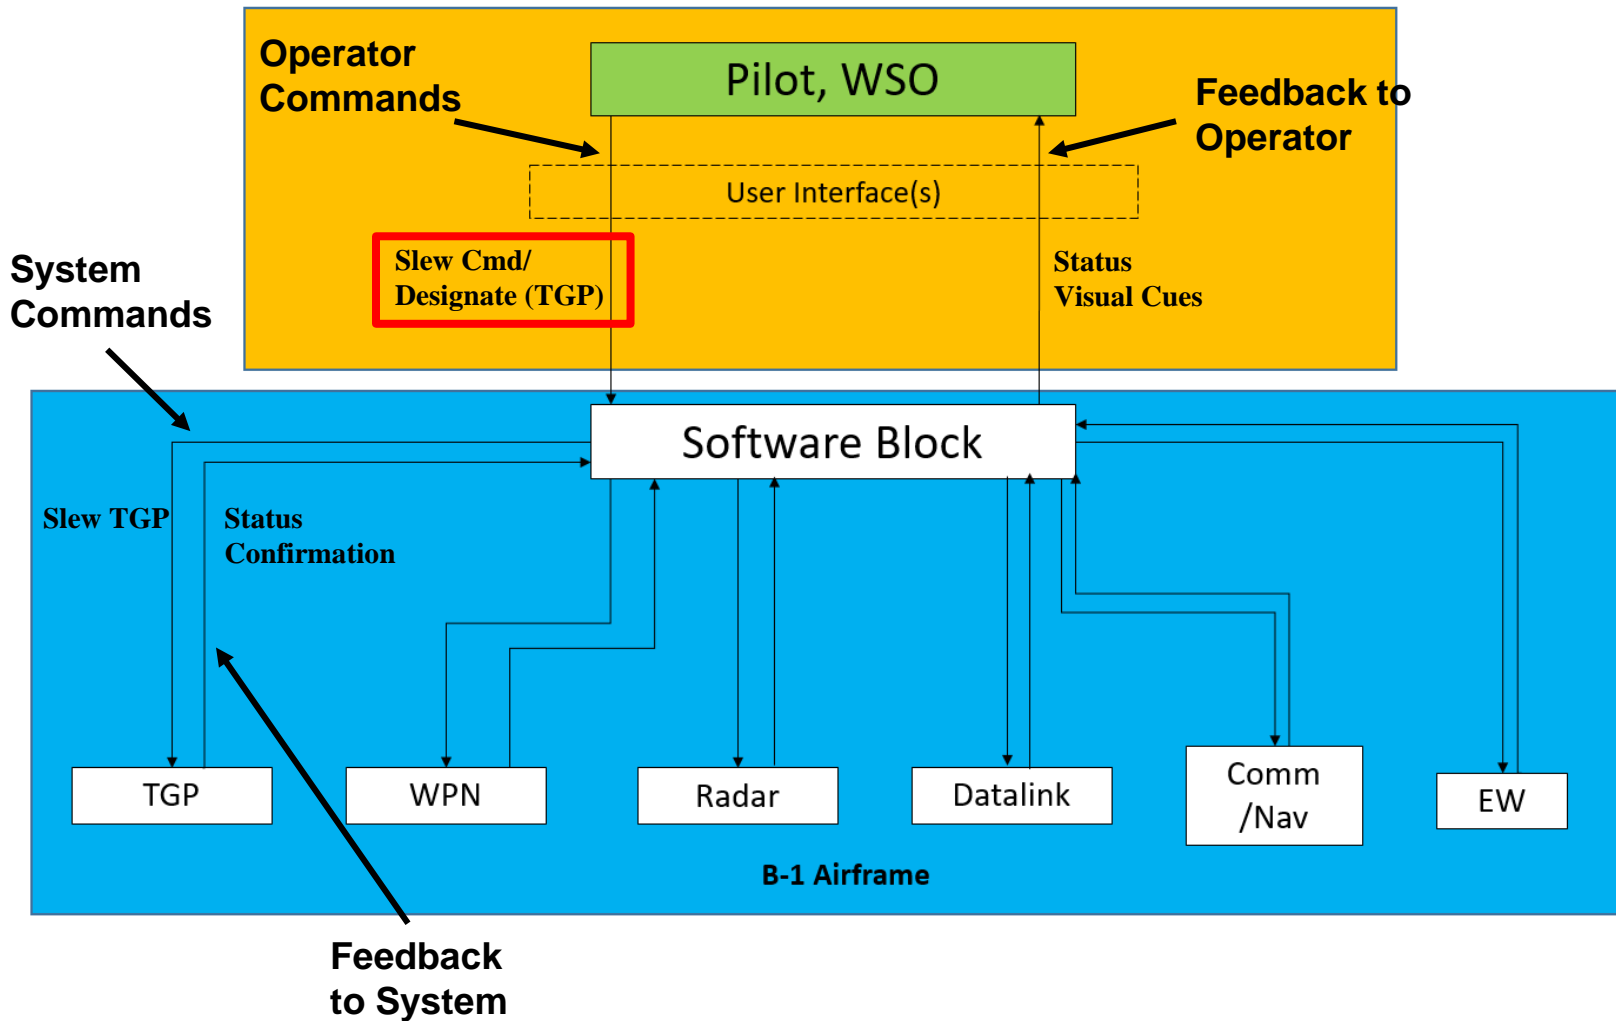 Operator
Commands
Pilot, WSO
Feedback to
Operator
User Interface(s)
Slew Cmd/
Designate (TGP)
Status
Visual Cues
System
Commands
Software Block
Slew TGP
Status
Confirmation
TGP
WPN
Radar
Datalink
Comm
/Nav
EW
B-1 Airframe
Feedback
to System